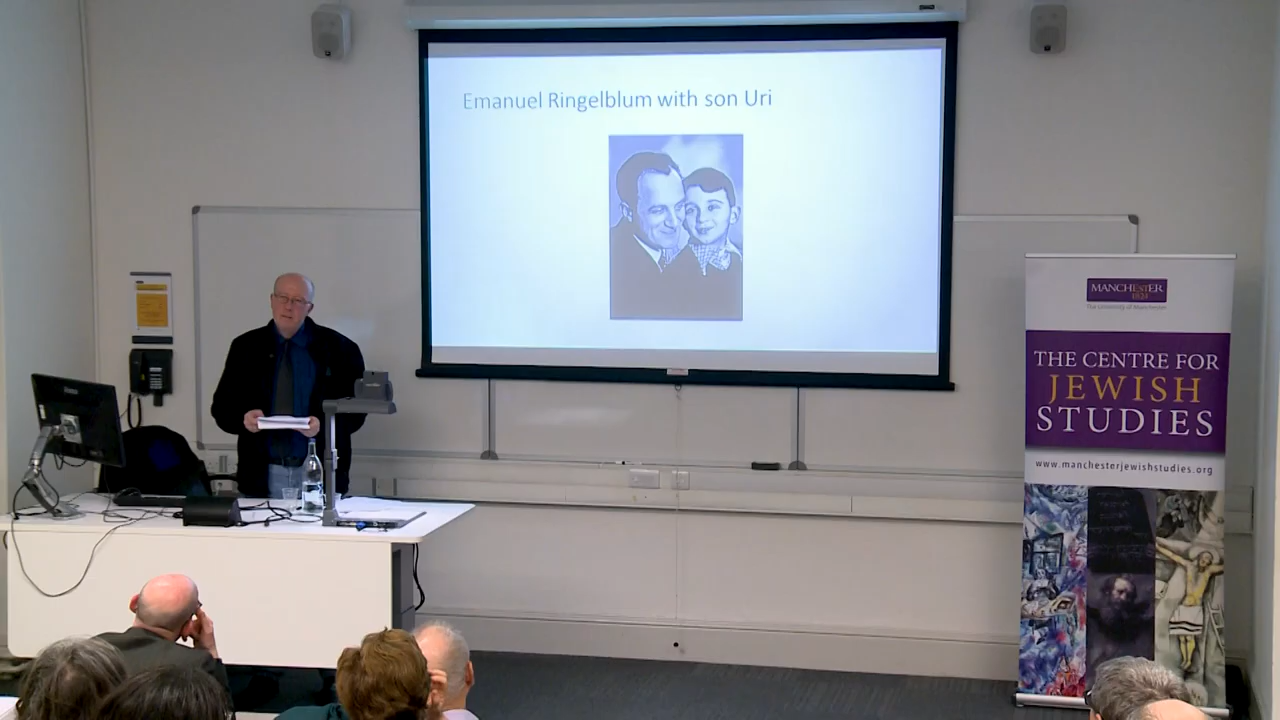 Emanuel Ringelblum with son Uri
MANCHESTER
1824
The University of Manchester
THE CENTRE FOR
JEWISH
STUDIES
www.manchesterjewishstudies.org